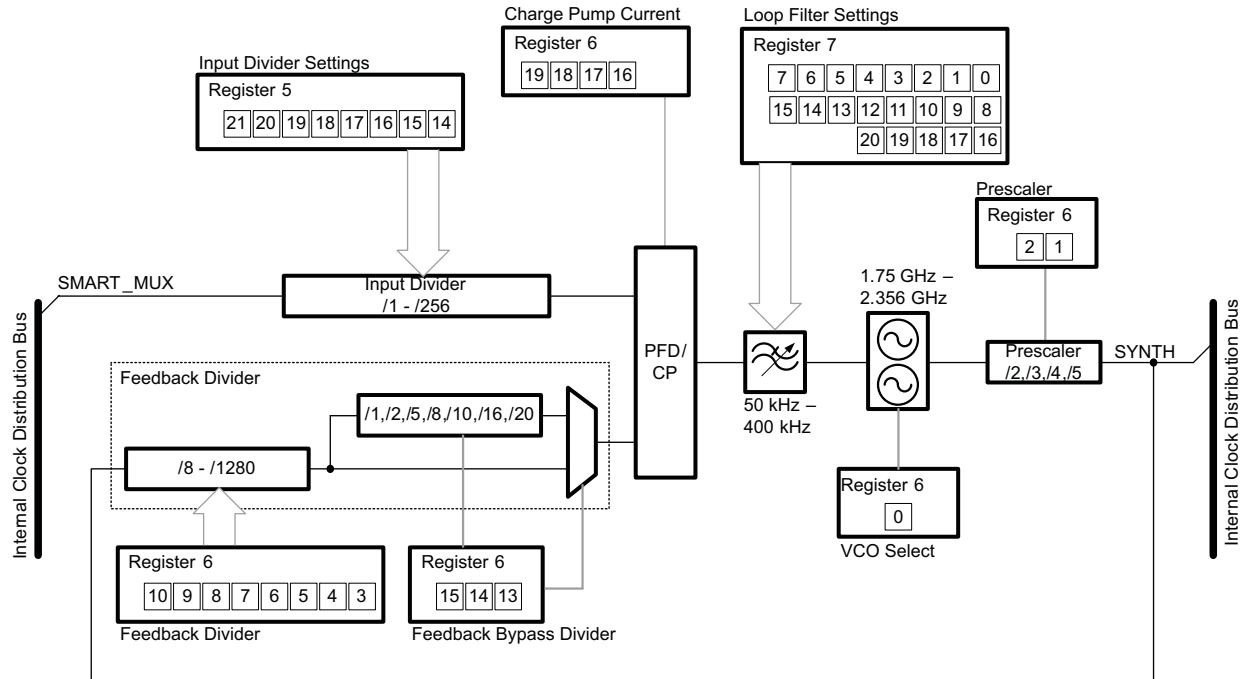 Charge Pump Current
Register 6
19 18 17 16
Loop Filter Settings
Register 7
7 6 5 4 3 2 1 0
15 14 13 12 11 10 9 8
20 19 18 17 16
Input Divider Settings
Register 5
21 20 19 18 17 16 15 14
Prescaler
Register 6
2 1
SMART_MUX
Input Divider
/1 - /256
1.75 GHz –
2.356 GHz
PFD/
CP
50 kHz –
400 kHz
Prescaler
/2,/3,/4,/5
SYNTH
Internal Clock Distribution Bus
Internal Clock Distribution Bus
Feedback Divider
/1,/2,/5,/8,/10,/16,/20
/8 - /1280
Register 6
0
VCO Select
Register 6
10 9 8 7 6 5 4 3
Feedback Divider
Register 6
15 14 13
Feedback Bypass Divider